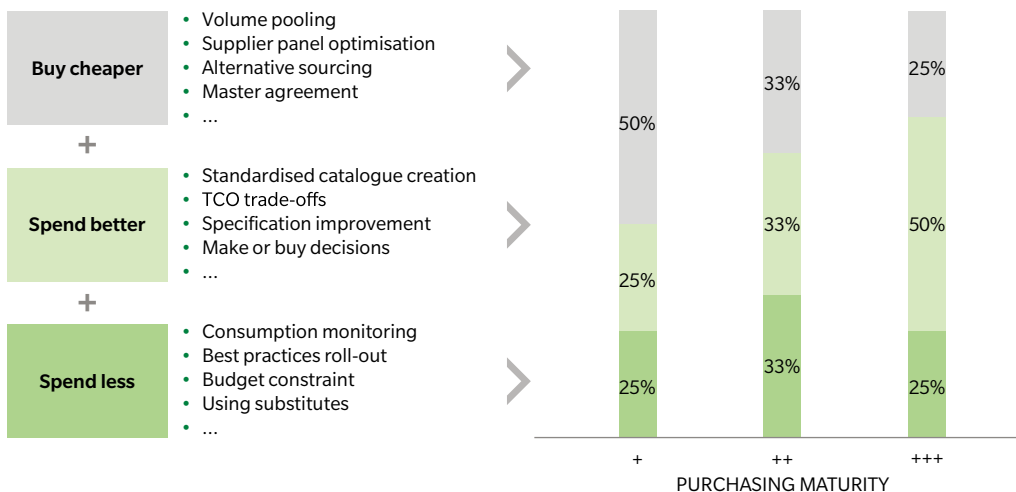 Buy cheaper
• Volume pooling
• Supplier panel optimisation
• Alternative sourcing
• Master agreement
• ...
+
Spend better
• Standardised catalogue creation
• TCO trade-offs
• Specification improvement
• Make or buy decisions
• ...
+
Spend less
• Consumption monitoring
• Best practices roll-out
• Budget constraint
• Using substitutes
• ...
50%
25%
25%
33%
33%
33%
25%
50%
25%
+
++
+++
PURCHASING MATURITY